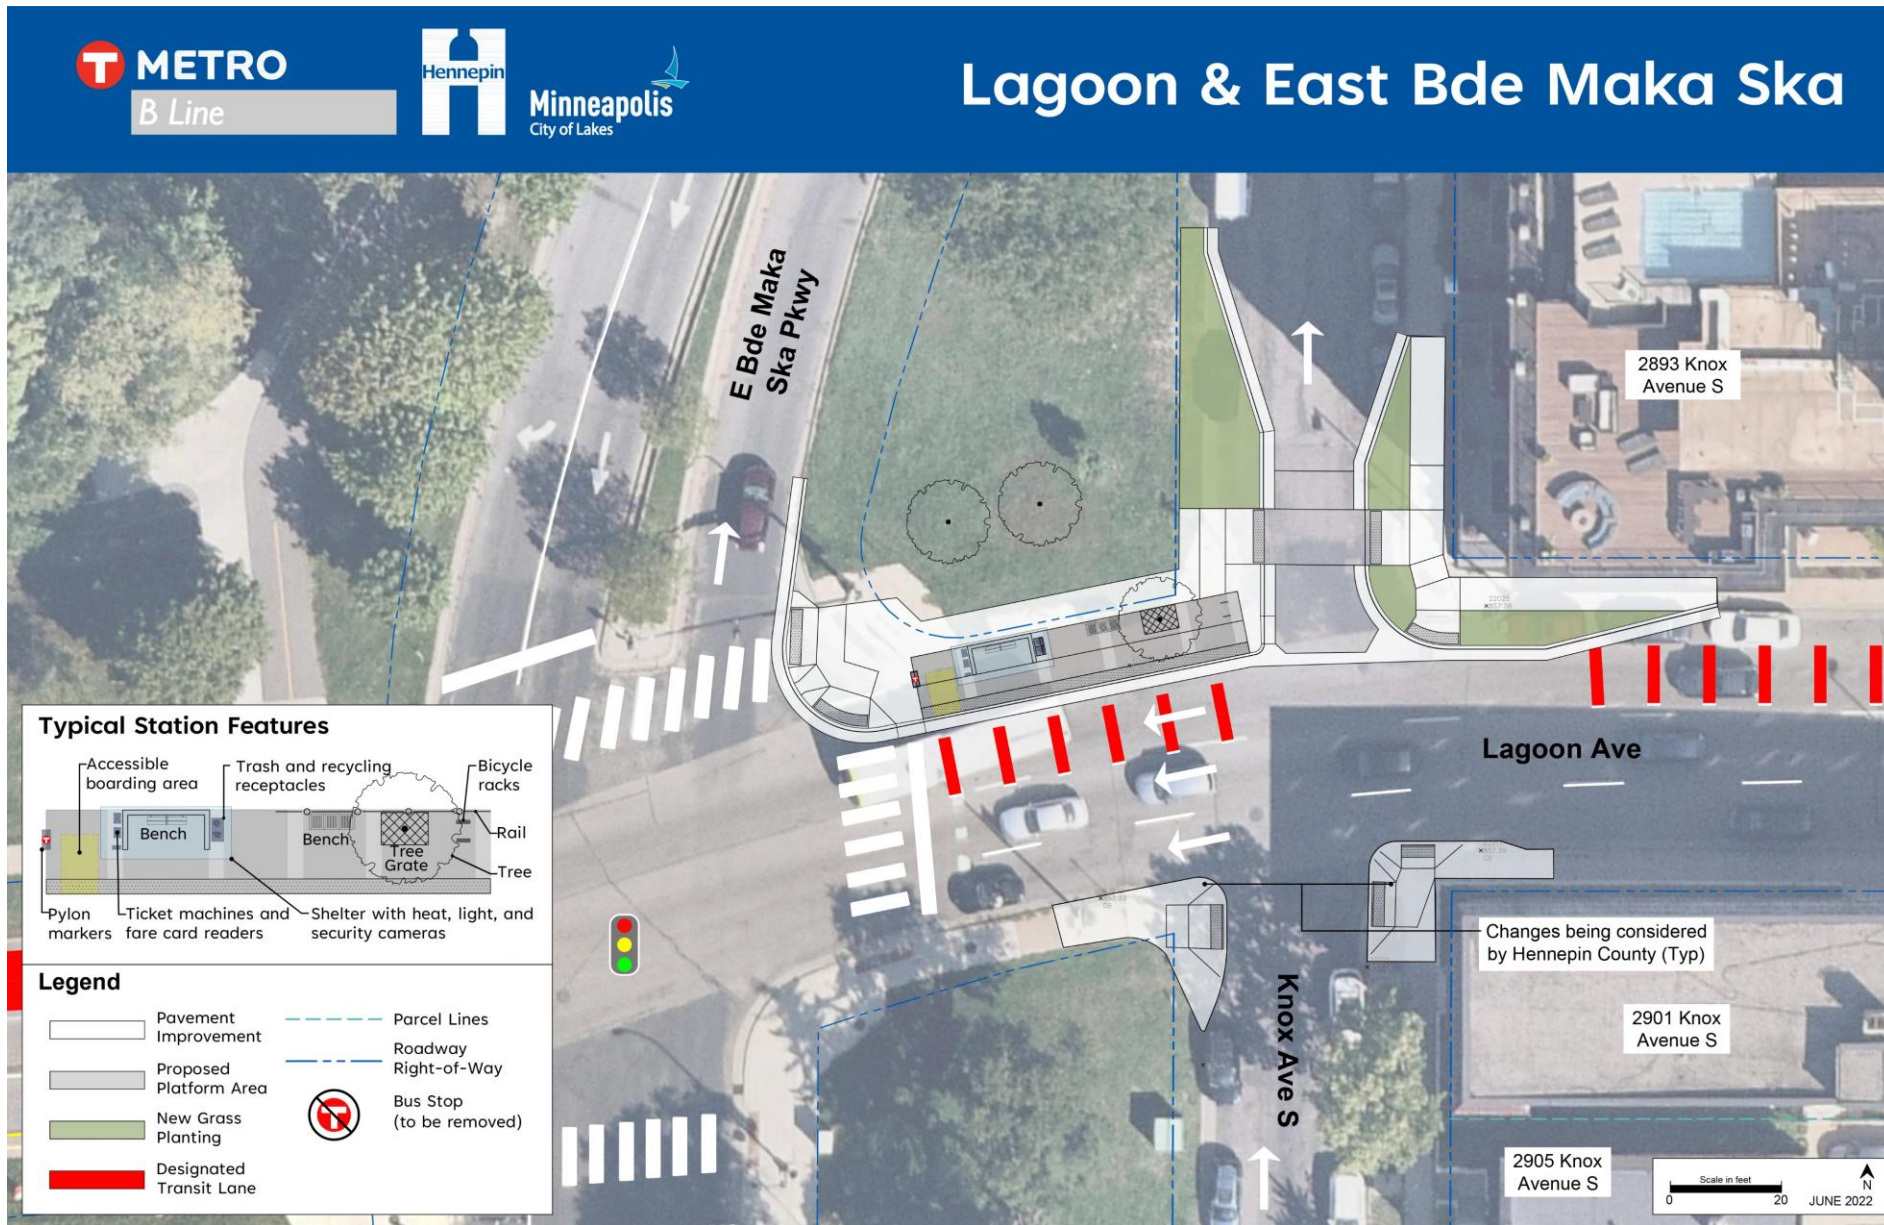 METRO
B Line
Hennepin
Minneapolis
City of Lakes
Lagoon & East Bde Maka Ska
E Bde Maka
Ska Pkwy
2893 Knox
Avenue S
Lagoon Ave
Changes being considered
by Hennepin County (Typ)
Knox Ave S
2901 Knox
Avenue S
2905 Knox
Avenue S
Typical Station Features
Accessible
boarding area
Trash and recycling
receptacles
Bicycle
racks
Bench
Bench
Rail
Tree
Grate
Tree
Pylon
markers
Ticket machines and
fare card readers
Shelter with heat, light, and
security cameras
Legend
Pavement
Improvement
Proposed
Platform Area
New Grass
Planting
Designated
Transit Lane
Parcel Lines
Roadway
Right-of-Way
Bus Stop
(to be removed)
Scale in feet
0 20
N
JUNE 2022